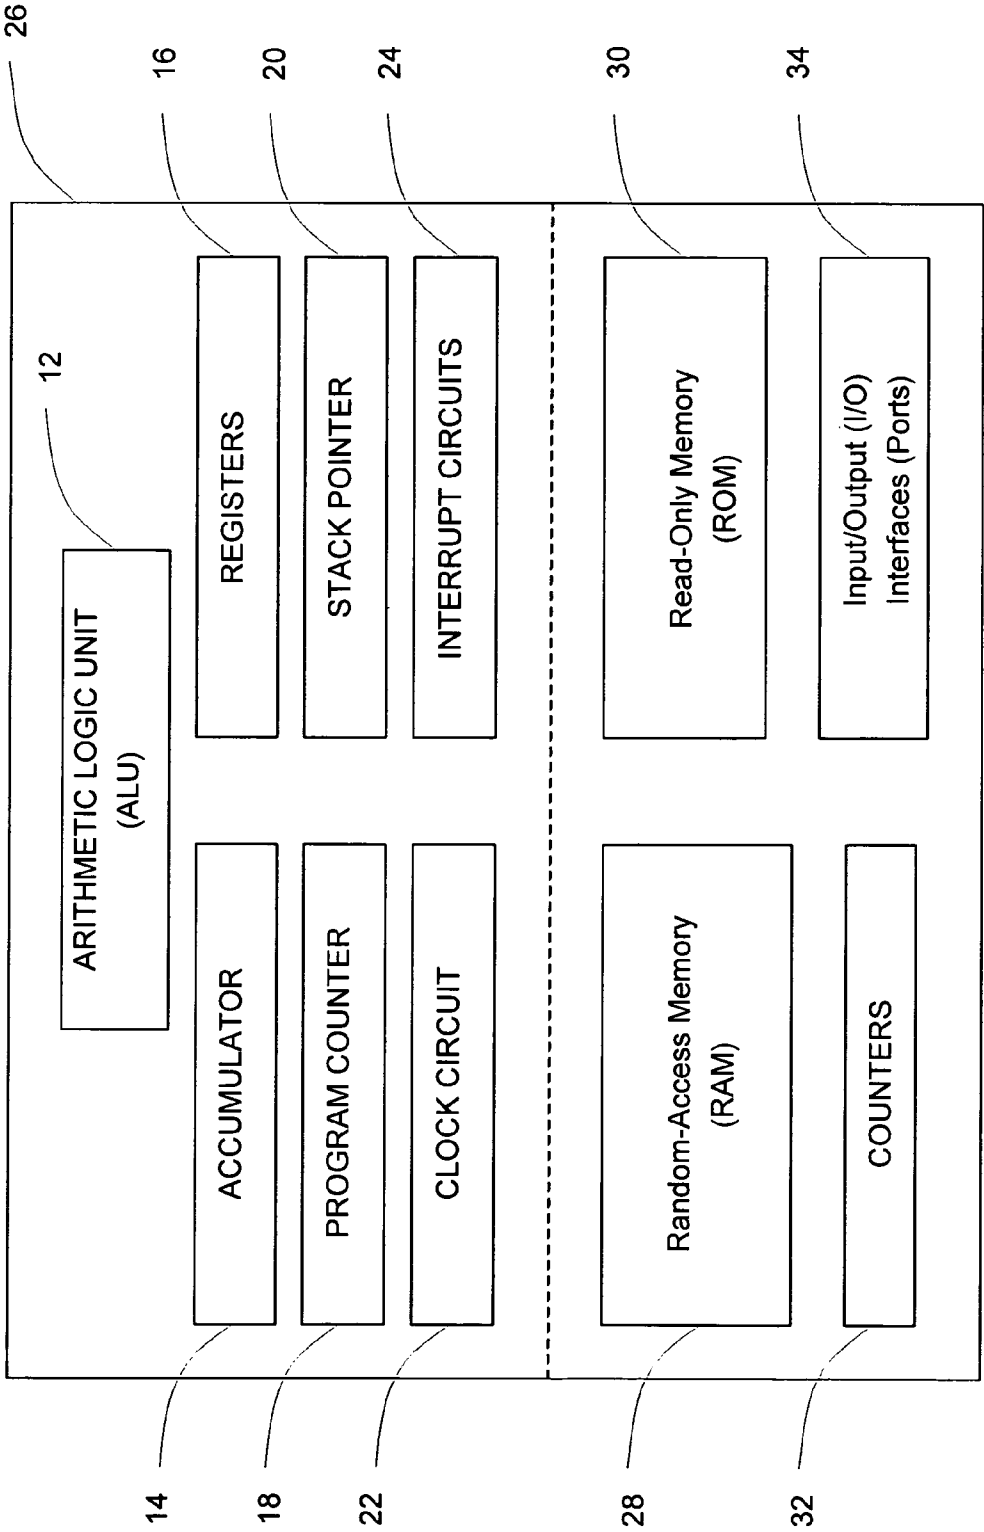 26
12
ARITHMETIC LOGIC UNIT
(ALU)
14
ACCUMULATOR
REGISTERS
16
18
PROGRAM COUNTER
STACK POINTER
20
22
CLOCK CIRCUIT
INTERRUPT CIRCUITS
24
28
Random-Access Memory
(RAM)
Read-Only Memory
(ROM)
30
32
COUNTERS
Input/Output (I/O)
Interfaces (Ports)
34